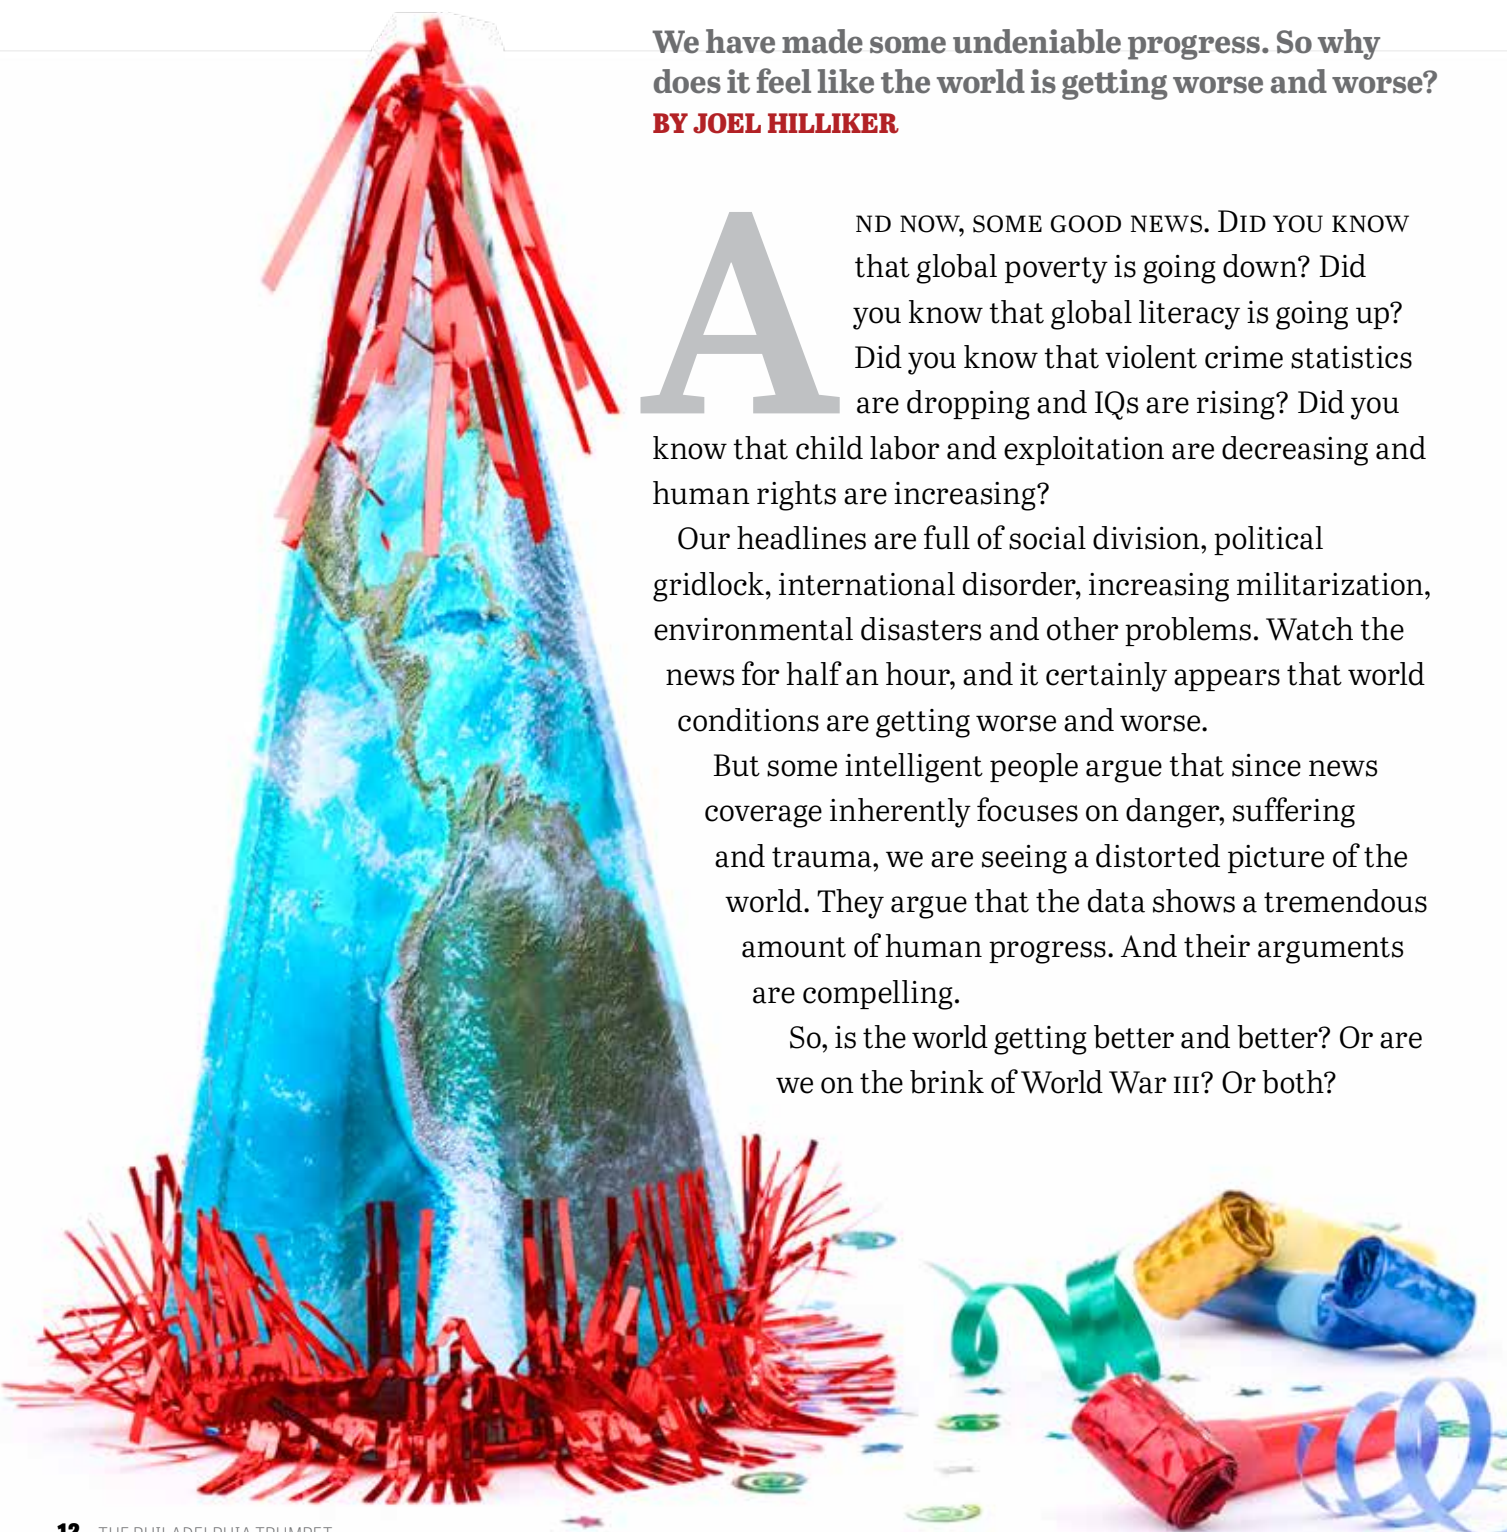 We have made some undeniable progress. So why
does it feel like the world is getting worse and worse?
BY JOEL HILLIKER
AND NOW, SOME GOOD NEWS. DID YOU KNOW
that global poverty is going down? Did
you know that global literacy is going up?
Did you know that violent crime statistics
are dropping and IQs are rising? Did you
know that child labor and exploitation are decreasing and
human rights are increasing?
Our headlines are full of social division, political
gridlock, international disorder, increasing militarization,
environmental disasters and other problems. Watch the
news for half an hour, and it certainly appears that world
conditions are getting worse and worse.
But some intelligent people argue that since news
coverage inherently focuses on danger, suffering
and trauma, we are seeing a distorted picture of the
world. They argue that the data shows a tremendous
amount of human progress. And their arguments
are compelling.
So, is the world getting better and better? Or are
we on the brink of World War III? Or both?
12 THE PHILADELPHIA TRUMPET